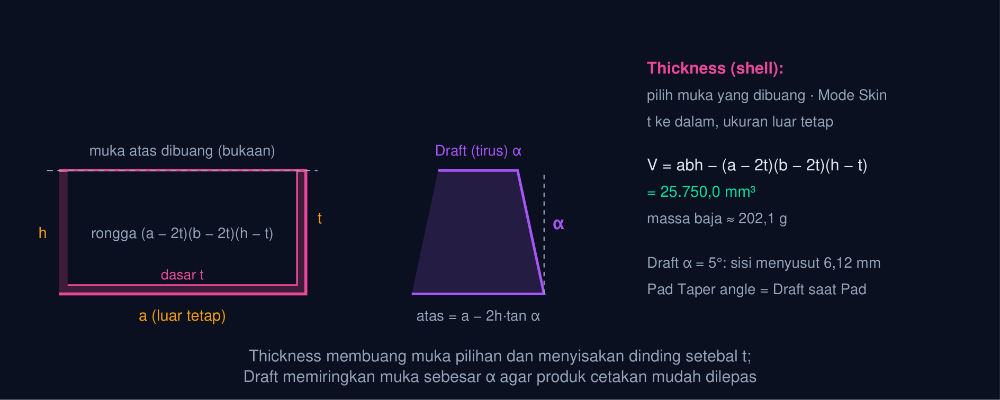 muka atas dibuang (bukaan)
h
t
rongga (a − 2t)(b − 2t)(h − t)
dasar t
a (luar tetap)
Draft (tirus) α
α
atas = a − 2h·tan α
Thickness (shell):
pilih muka yang dibuang · Mode Skin
t ke dalam, ukuran luar tetap
V = abh − (a − 2t)(b − 2t)(h − t)
= 25.750,0 mm³
massa baja ≈ 202,1 g
Draft α = 5°: sisi menyusut 6,12 mm
Pad Taper angle = Draft saat Pad
Thickness membuang muka pilihan dan menyisakan dinding setebal t;
Draft memiringkan muka sebesar α agar produk cetakan mudah dilepas